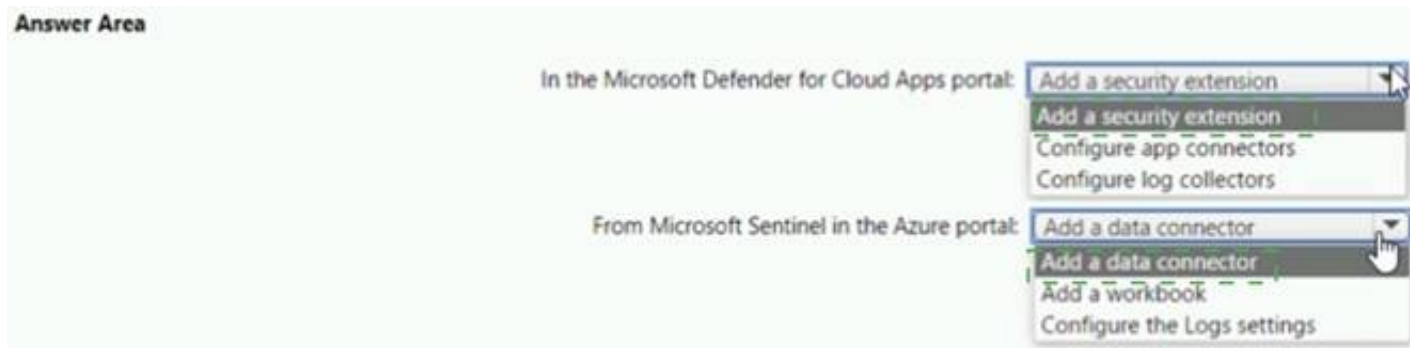 Answer Area
In the Microsoft Defender for Cloud Apps portal: Add a security extension
Add a security extension
Configure app connectors
Configure log collectors
From Microsoft Sentinel in the Azure portal: Add a data connector
Add a data connector
Add a workbook
Configure the Logs settings